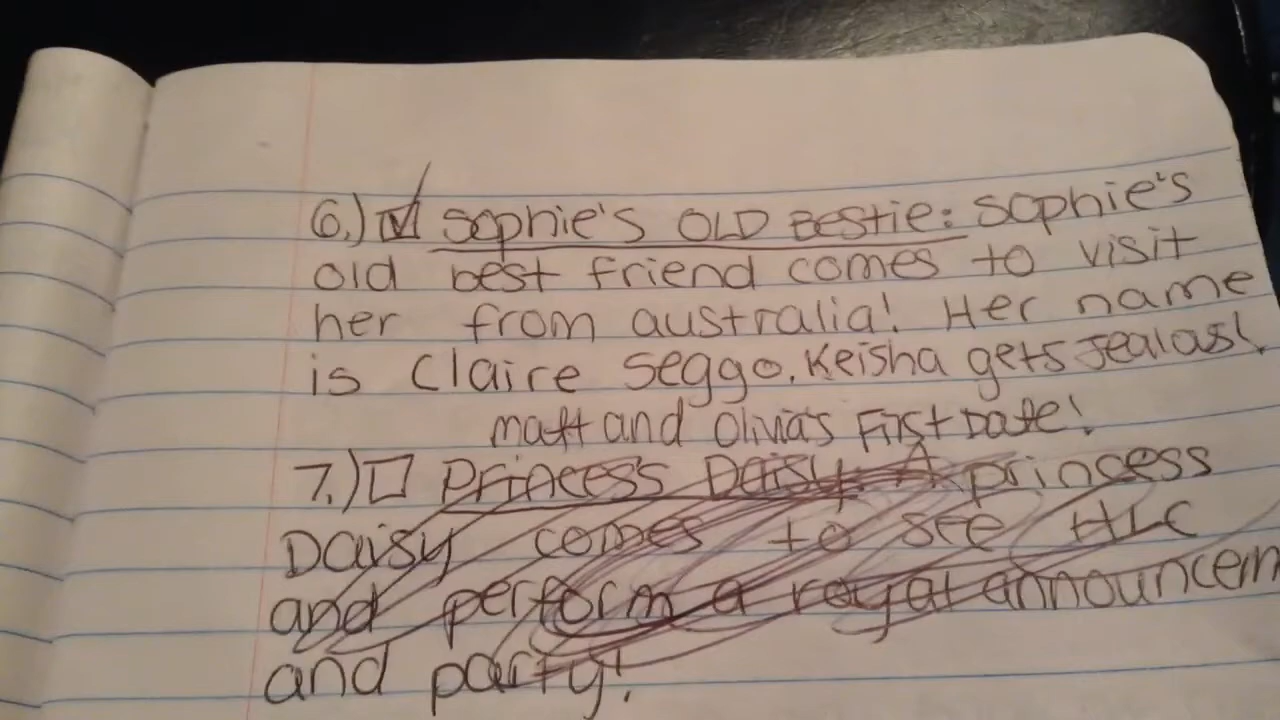 6.) Sophie's OLD Bestie: Sophie's
old best friend comes to visit
her from australia! Her name
is Claire Seggo. Keisha gets Jealous!
matt and Olivia's First Date!
7.) Princess Daisy: A princess
Daisy comes to see HLC
and perform a royal announcem
and party!